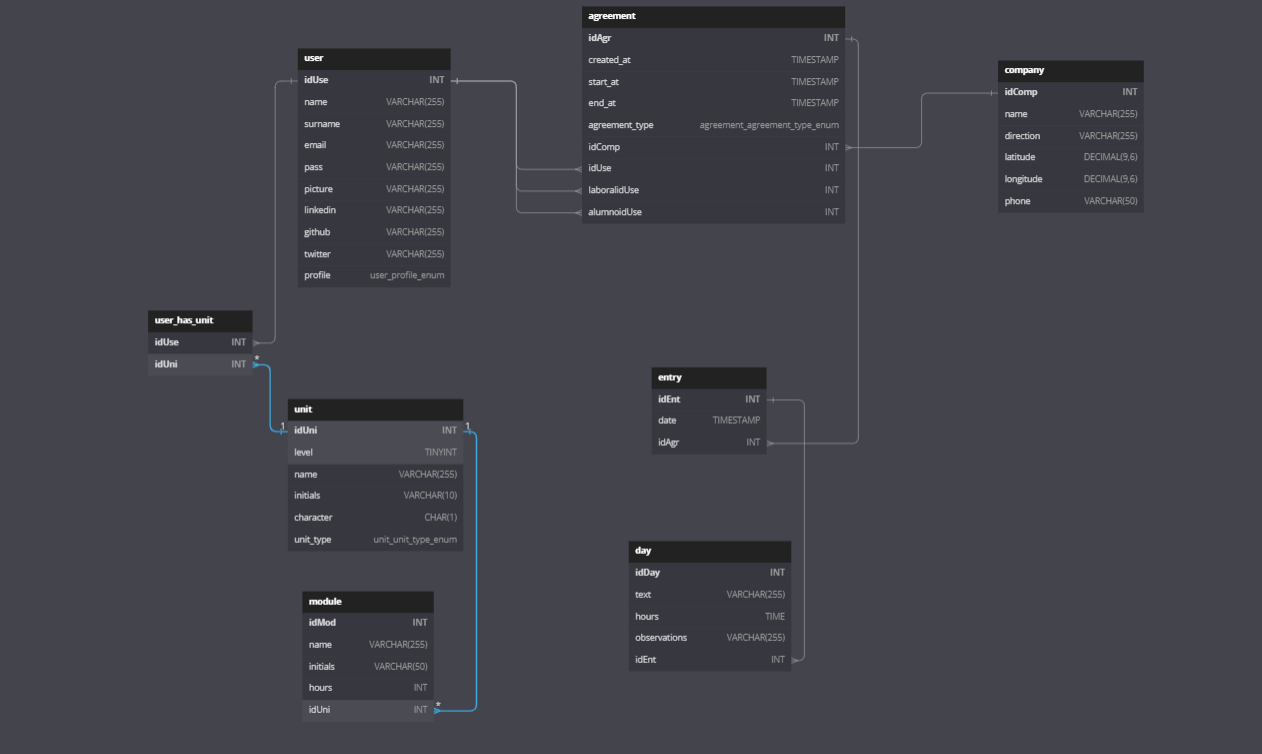 agreement
idAgr INT
created_at TIMESTAMP
start_at TIMESTAMP
end_at TIMESTAMP
agreement_type agreement_agreement_type_enum
idComp INT
idUse INT
laboralidUse INT
alumnoidUse INT
user
idUse INT
name VARCHAR(255)
surname VARCHAR(255)
email VARCHAR(255)
pass VARCHAR(255)
picture VARCHAR(255)
linkedin VARCHAR(255)
github VARCHAR(255)
twitter VARCHAR(255)
profile user_profile_enum
company
idComp INT
name VARCHAR(255)
direction VARCHAR(255)
latitude DECIMAL(9,6)
longitude DECIMAL(9,6)
phone VARCHAR(50)
user_has_unit
idUse INT
idUni INT *
unit
1 idUni INT 1
level TINYINT
name VARCHAR(255)
initials VARCHAR(10)
character CHAR(1)
unit_type unit_unit_type_enum
entry
idEnt INT
date TIMESTAMP
idAgr INT
day
idDay INT
text VARCHAR(255)
hours TIME
observations VARCHAR(255)
idEnt INT
module
idMod INT
name VARCHAR(255)
initials VARCHAR(50)
hours INT
idUni INT *